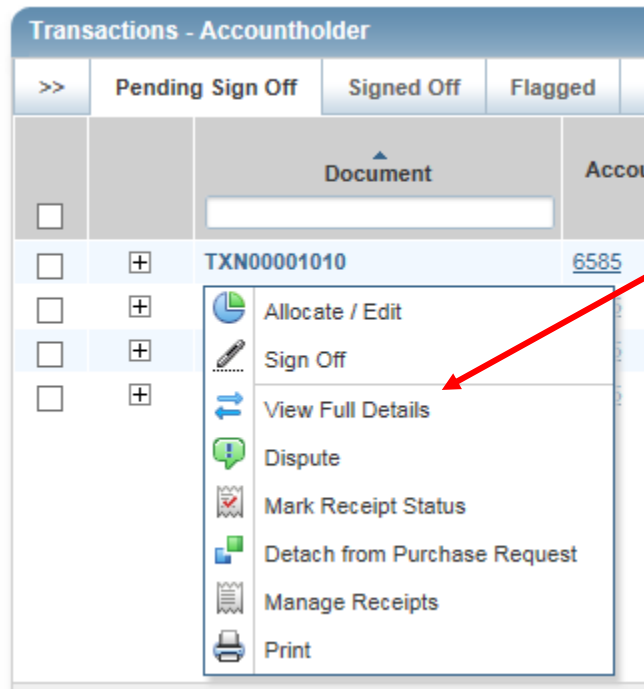 Transactions - Accountholder
>> Pending Sign Off Signed Off Flagged
Document
TXN00001010 6585
Allocate / Edit
Sign Off
View Full Details
Dispute
Mark Receipt Status
Detach from Purchase Request
Manage Receipts
Print